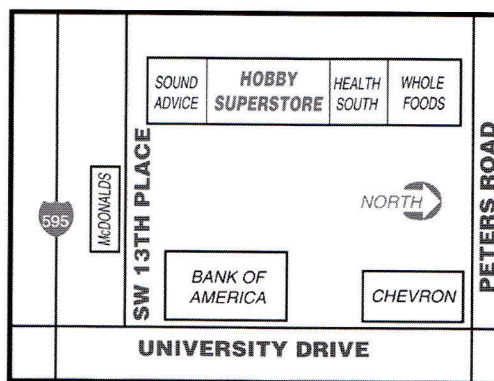 SOUND
ADVICE
HOBBY
SUPERSTORE
HEALTH
SOUTH
WHOLE
FOODS
595
McDONALDS
SW 13TH PLACE
NORTH
PETERS ROAD
BANK OF
AMERICA
CHEVRON
UNIVERSITY DRIVE